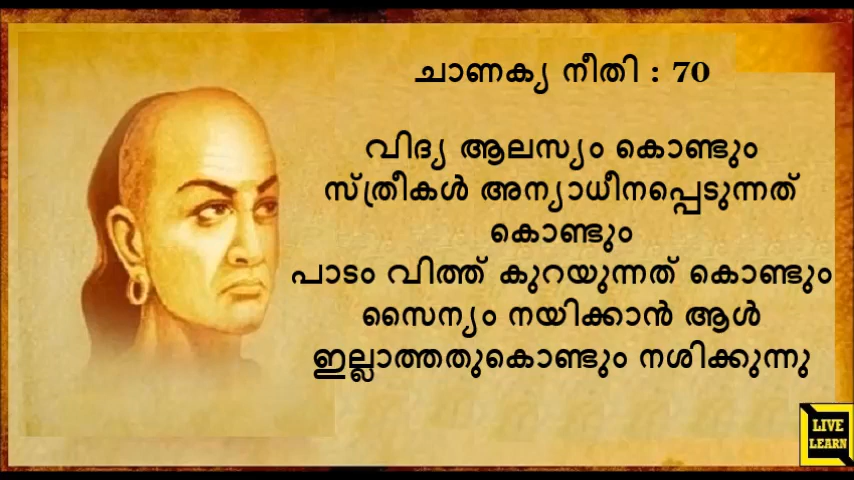 ചാണക്യ നീതി : 70
വിദ്യ ആലസ്യം കൊണ്ടും
സ്ത്രീകൾ അന്യാധീനപ്പെടുന്നത്
കൊണ്ടും
പാടം വിത്ത് കുറയുന്നത് കൊണ്ടും
സൈന്യം നയിക്കാൻ ആൾ
ഇല്ലാത്തതുകൊണ്ടും നശിക്കുന്നു
LIVE
LEARN